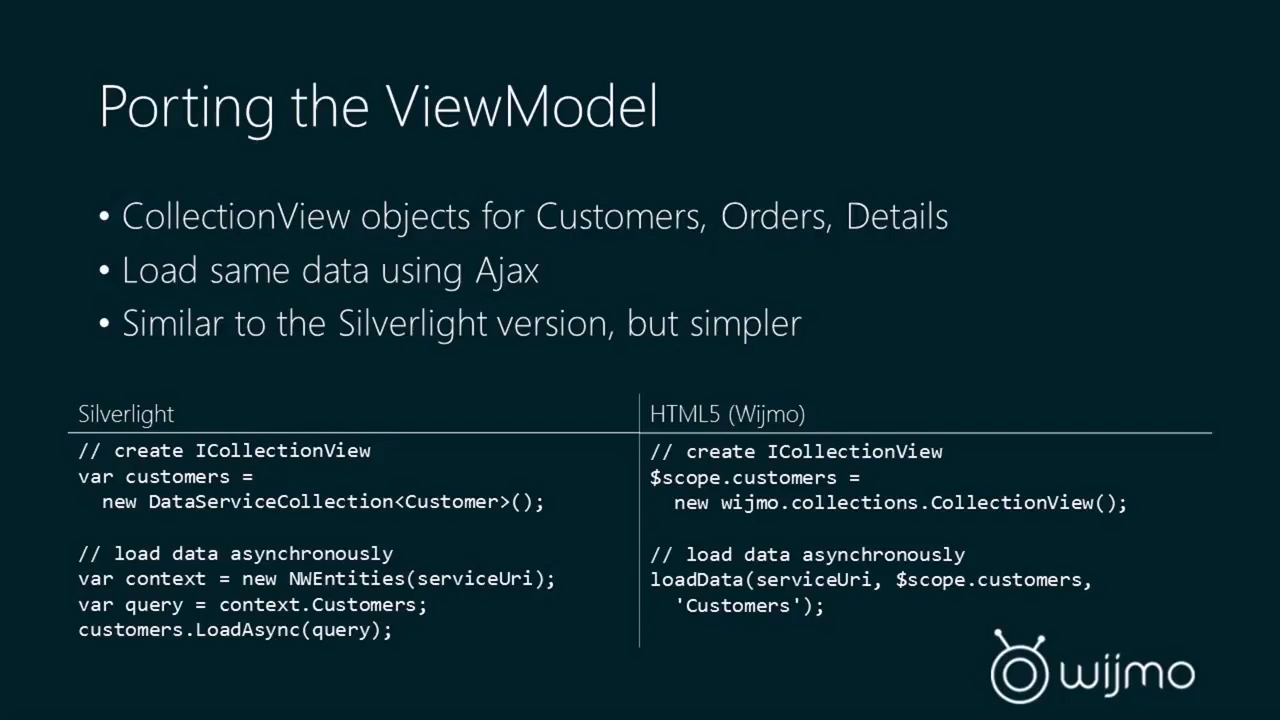 Porting the ViewModel
• CollectionView objects for Customers, Orders, Details
• Load same data using Ajax
• Similar to the Silverlight version, but simpler
Silverlight
// create ICollectionView
var customers =
  new DataServiceCollection<Customer>();
// load data asynchronously
var context = new NWEntities(serviceUri);
var query = context.Customers;
customers.LoadAsync(query);
HTML5 (Wijmo)
// create ICollectionView
$scope.customers =
  new wijmo.collections.CollectionView();
// load data asynchronously
loadData(serviceUri, $scope.customers,
  'Customers');
wijmo